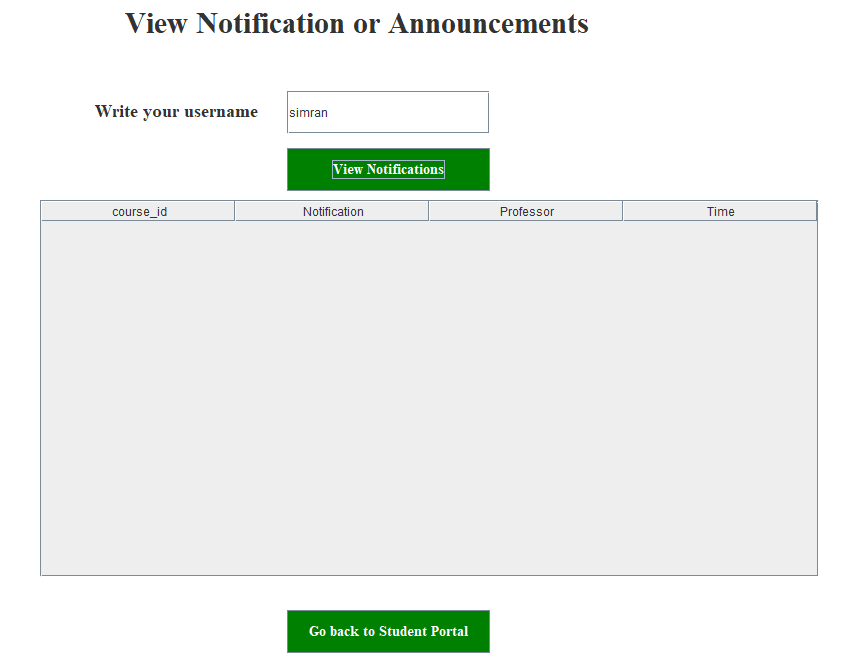 View Notification or Announcements
Write your username
simran
View Notifications
course_id Notification Professor Time
Go back to Student Portal